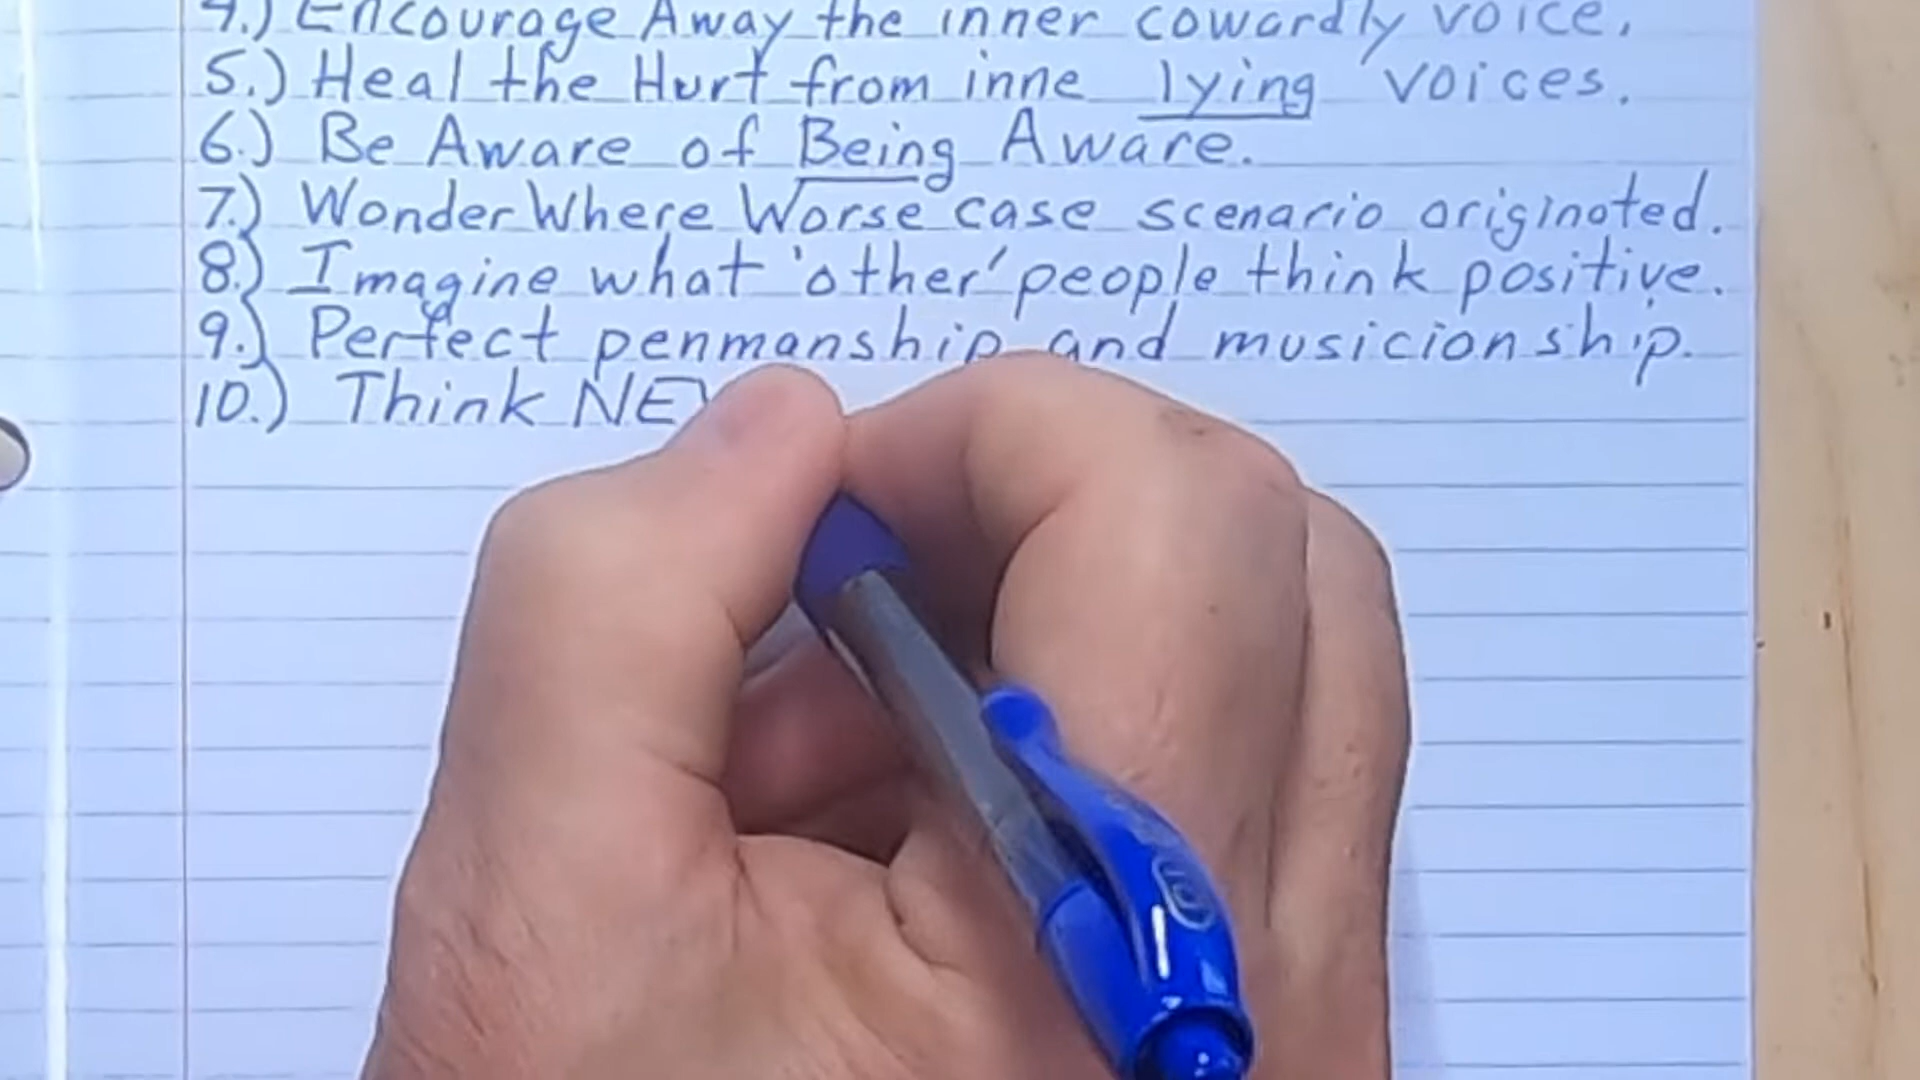 4.) Encourage Away the inner cowardly voice.
5.) Heal the Hurt from inne lying voices.
6.) Be Aware of Being Aware.
7.) Wonder Where Worse case scenario originated.
8.) Imagine what 'other' people think positive.
9.) Perfect penmanship and musicionship.
10.) Think NE